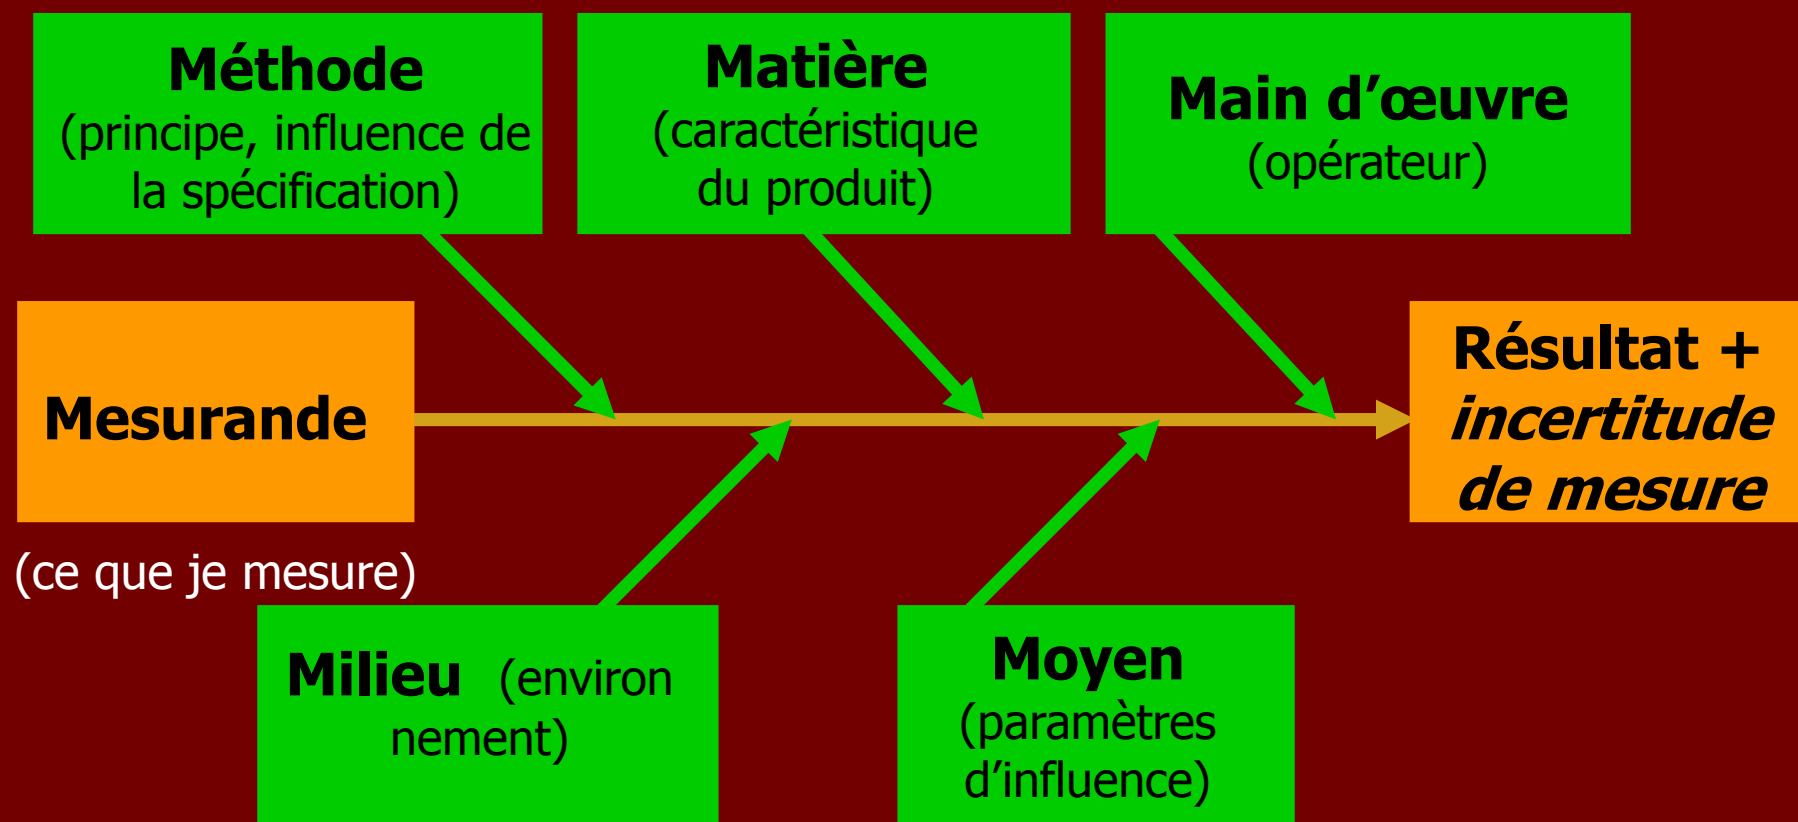 Méthode
(principe, influence de
la spécification)
Matière
(caractéristique
du produit)
Main d’œuvre
(opérateur)
Mesurande
(ce que je mesure)
Résultat +
incertitude
de mesure
Milieu (environ
nement)
Moyen
(paramètres
d’influence)